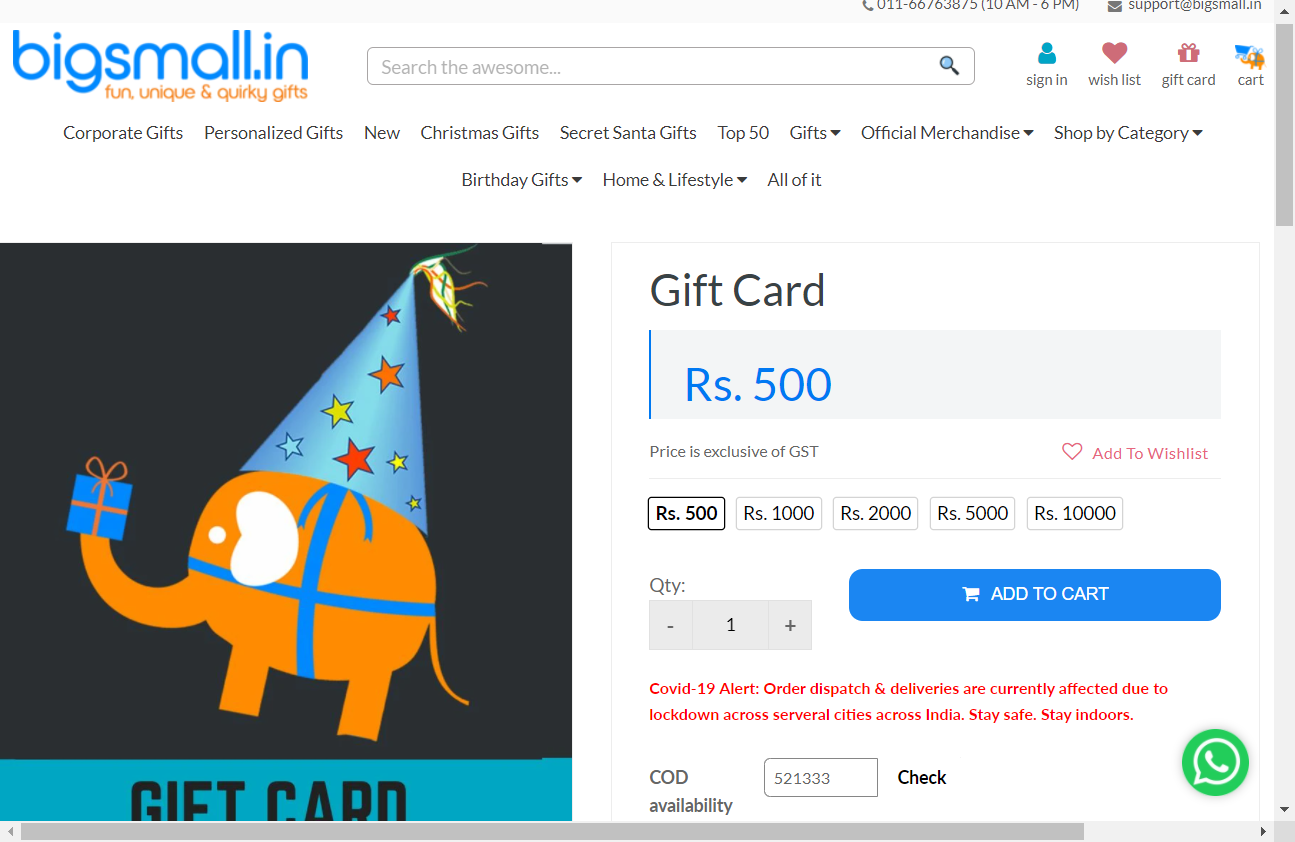 011-66763875 (10 AM - 6 PM) support@bigsmall.in
bigsmall.in
fun, unique & quirky gifts
Search the awesome...
sign in wish list gift card cart
Corporate Gifts Personalized Gifts New Christmas Gifts Secret Santa Gifts Top 50 Gifts Official Merchandise Shop by Category
Birthday Gifts Home & Lifestyle All of it
Gift Card
Rs. 500
Price is exclusive of GST Add To Wishlist
Rs. 500 Rs. 1000 Rs. 2000 Rs. 5000 Rs. 10000
Qty:
- 1 +
ADD TO CART
Covid-19 Alert: Order dispatch & deliveries are currently affected due to
lockdown across serveral cities across India. Stay safe. Stay indoors.
COD
availability
521333 Check
GIFT CARD